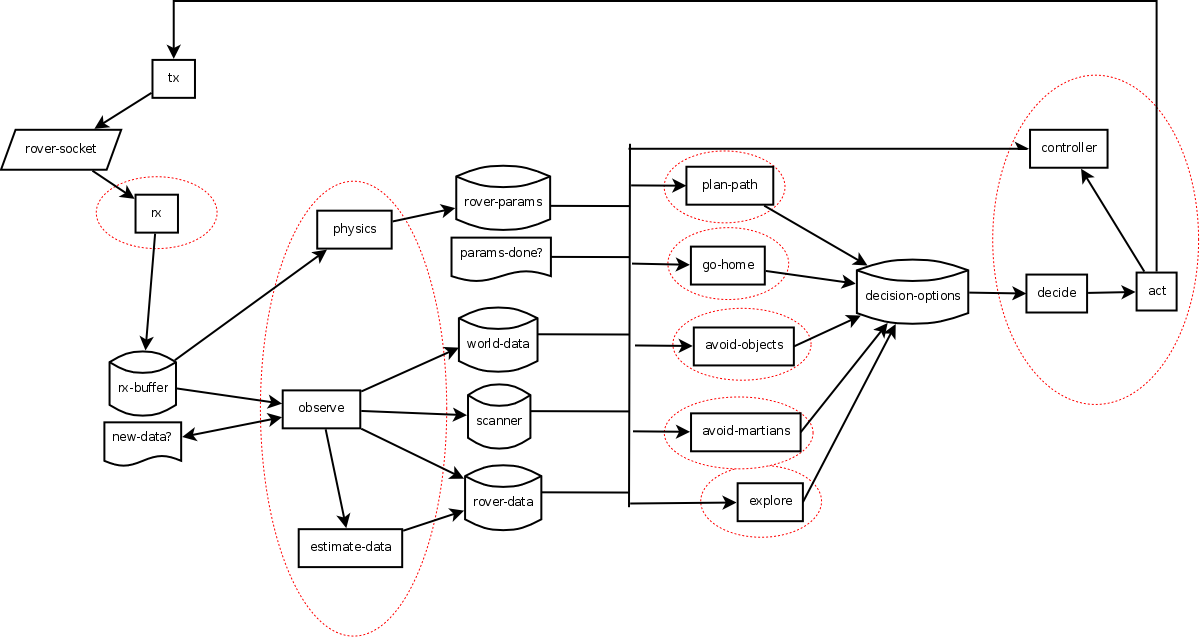 tx
rover-socket
rx
rx-buffer
new-data?
physics
observe
estimate-data
rover-params
params-done?
world-data
scanner
rover-data
plan-path
go-home
avoid-objects
avoid-martians
explore
decision-options
controller
decide
act